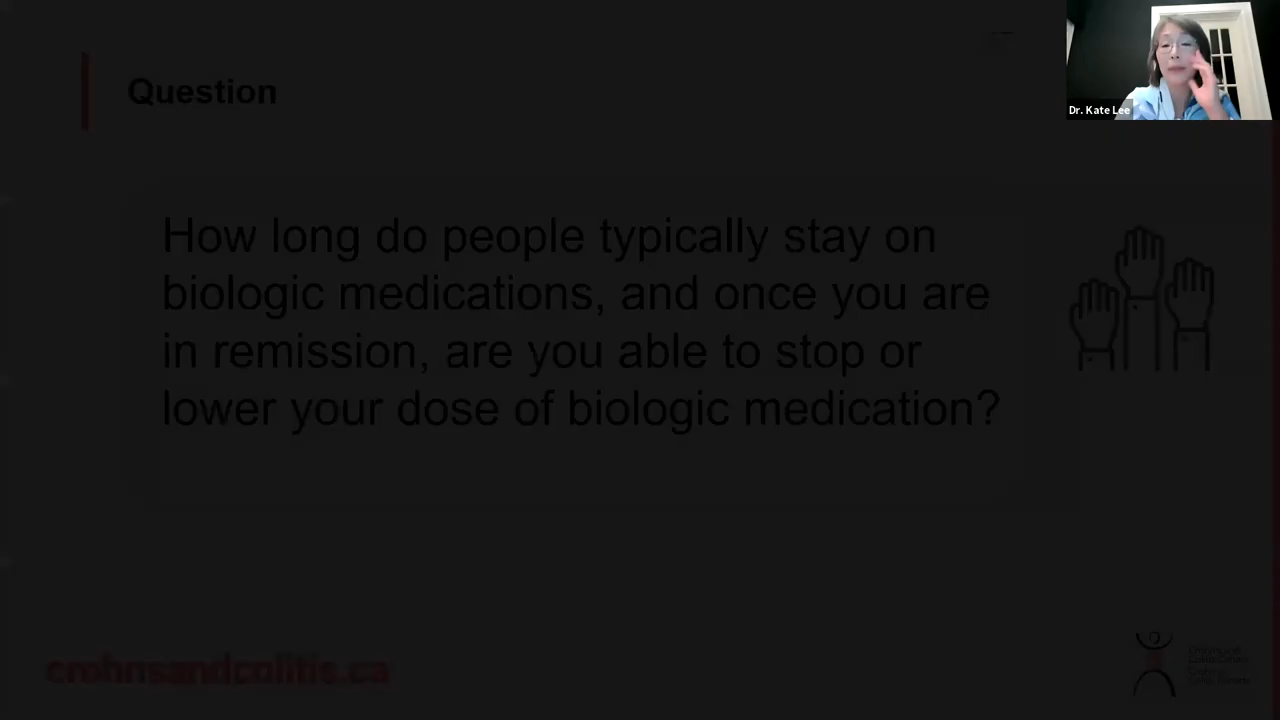 Dr. Kate Lee
Question
How long do people typically stay on
biologic medications, and once you are
in remission, are you able to stop or
lower your dose of biologic medication?
crohnsandcolitis.ca